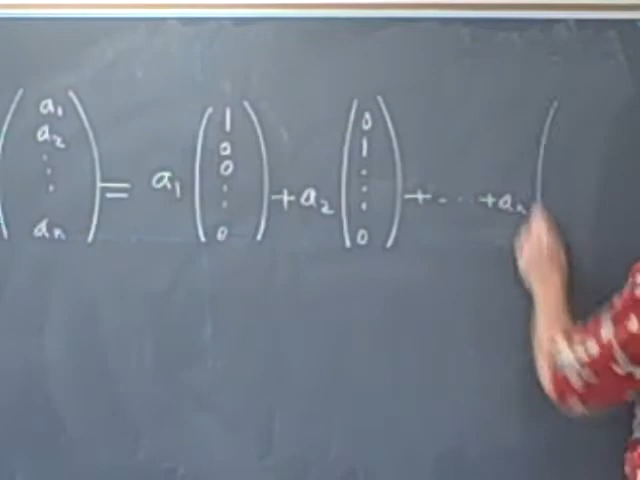 (a₁ a₂ ⋮ aₙ) = a₁ (1 0 0 ⋮ 0) + a₂ (0 1 ⋮ 0) + ... + aₙ (